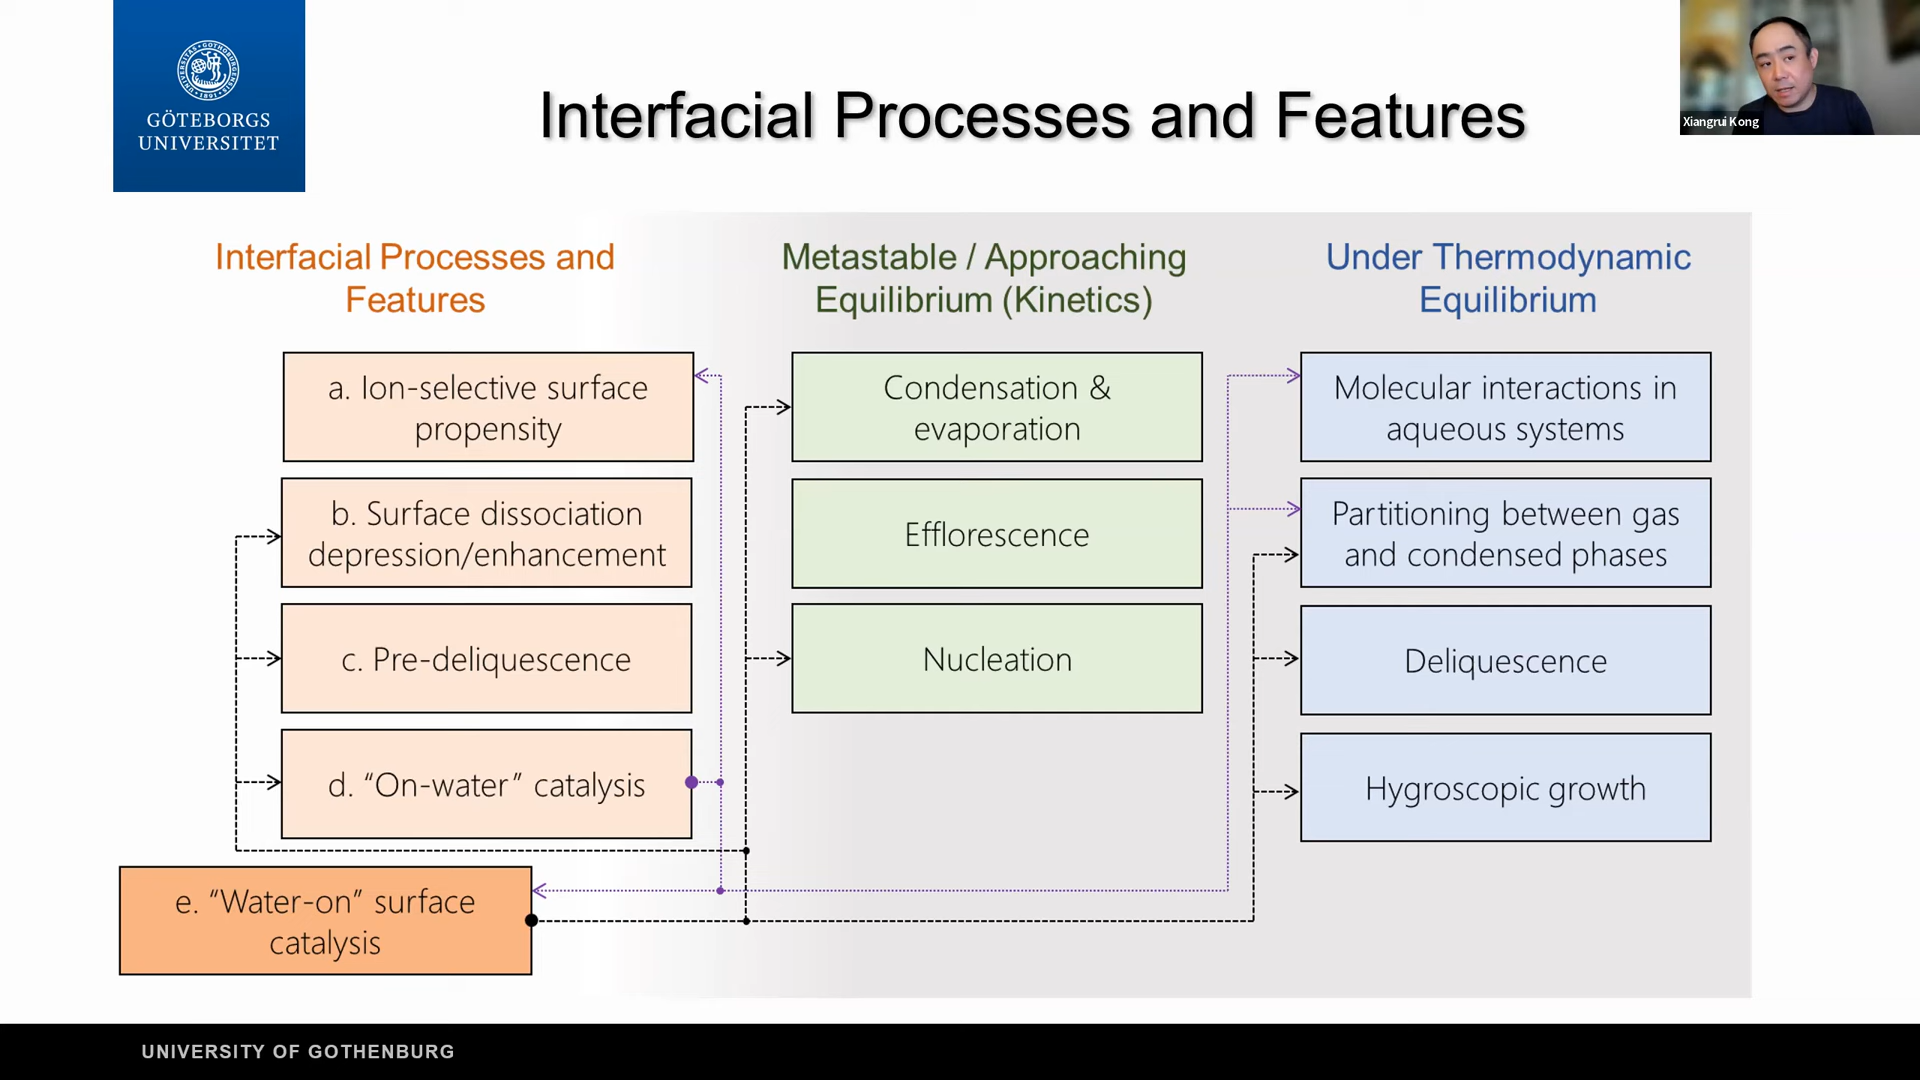 GÖTEBORGS
UNIVERSITET
Interfacial Processes and Features
Xiangrui Kong
Interfacial Processes and
Features
a. Ion-selective surface
propensity
b. Surface dissociation
depression/enhancement
c. Pre-deliquescence
d. “On-water” catalysis
e. “Water-on” surface
catalysis
Metastable / Approaching
Equilibrium (Kinetics)
Condensation &
evaporation
Efflorescence
Nucleation
Under Thermodynamic
Equilibrium
Molecular interactions in
aqueous systems
Partitioning between gas
and condensed phases
Deliquescence
Hygroscopic growth
UNIVERSITY OF GOTHENBURG